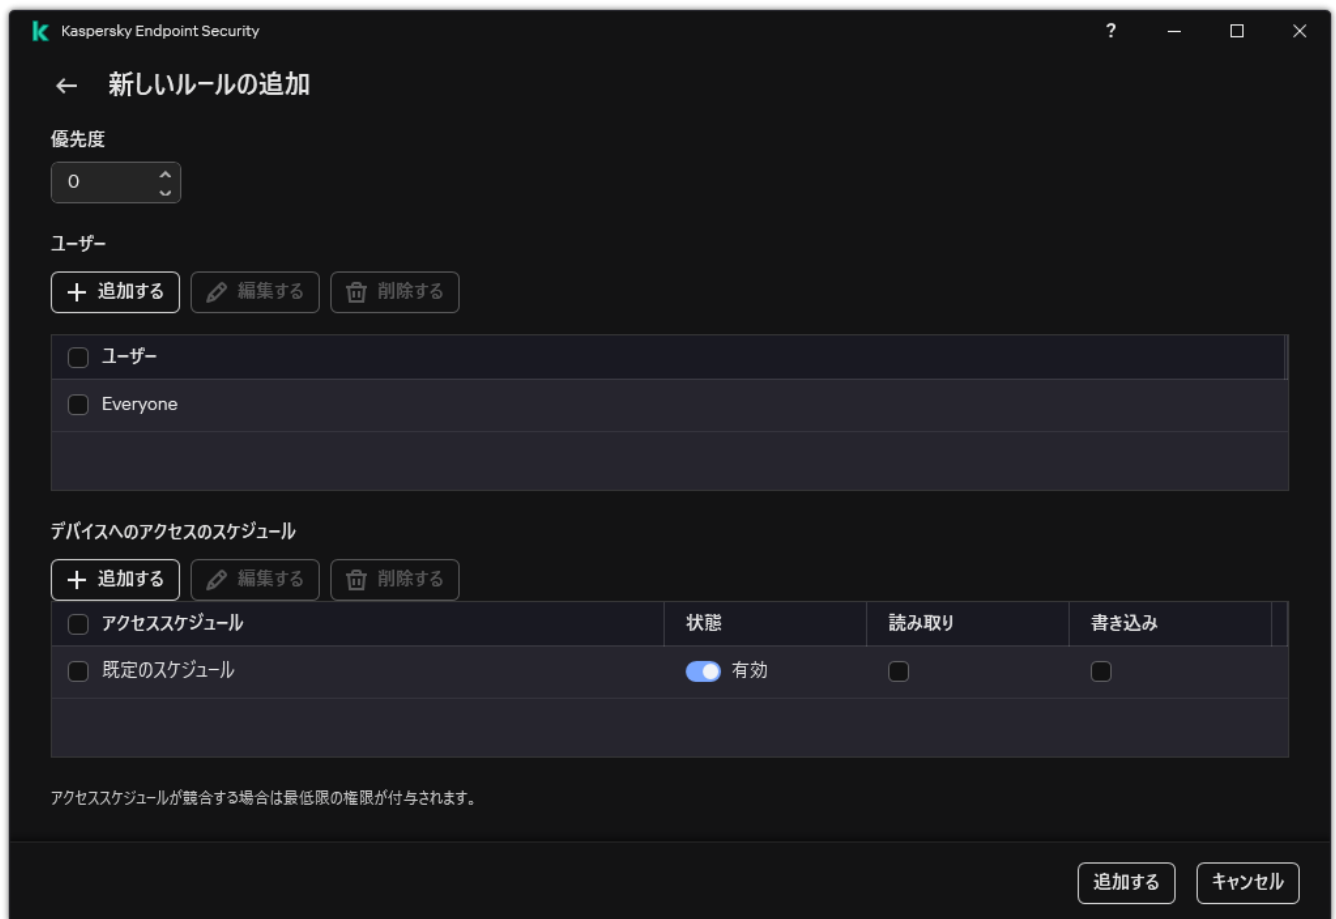 Kaspersky Endpoint Security ?
新しいルールの追加
優先度
0
ユーザー
追加する 編集する 削除する
ユーザー
Everyone
デバイスへのアクセスのスケジュール
追加する 編集する 削除する
アクセススケジュール 状態 読み取り 書き込み
既定のスケジュール 有効
アクセススケジュールが競合する場合は最低限の権限が付与されます。
追加する キャンセル